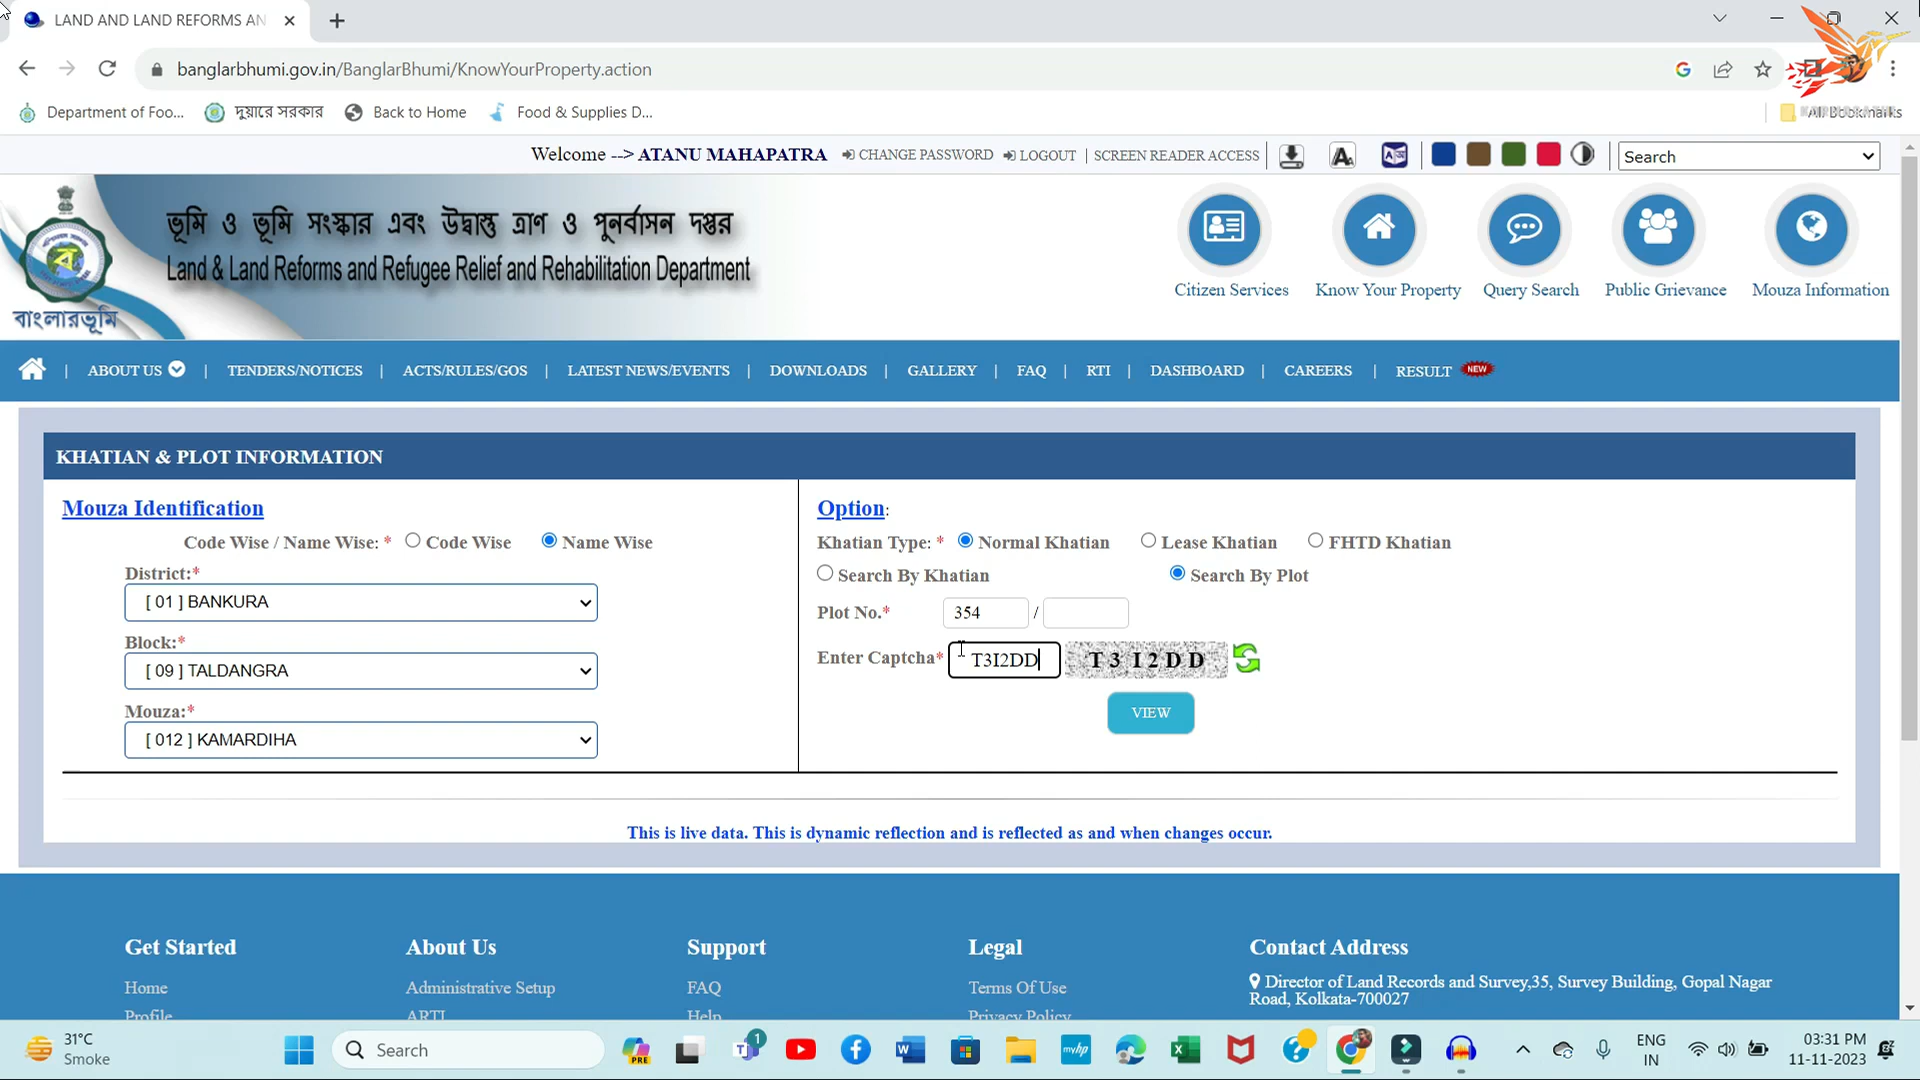 LAND AND LAND REFORMS AN
banglarbhumi.gov.in/BanglarBhumi/KnowYourProperty.action
Department of Foo... দুয়ারে সরকার Back to Home Food & Supplies D... All Bookmarks
Welcome --> ATANU MAHAPATRA CHANGE PASSWORD LOGOUT | SCREEN READER ACCESS Search
ভূমি ও ভূমি সংস্কার এবং উদ্বাস্তু ত্রাণ ও পুনর্বাসন দপ্তর
Land & Land Reforms and Refugee Relief and Rehabilitation Department
বাংলারভূমি
Citizen Services Know Your Property Query Search Public Grievance Mouza Information
| ABOUT US | TENDERS/NOTICES | ACTS/RULES/GOS | LATEST NEWS/EVENTS | DOWNLOADS | GALLERY | FAQ | RTI | DASHBOARD | CAREERS | RESULT NEW
KHATIAN & PLOT INFORMATION
Mouza Identification
Code Wise / Name Wise: * Code Wise Name Wise
District:*
[ 01 ] BANKURA
Block:*
[ 09 ] TALDANGRA
Mouza:*
[ 012 ] KAMARDIHA
Option:
Khatian Type: * Normal Khatian Lease Khatian FHTD Khatian
Search By Khatian Search By Plot
Plot No.* 354 /
Enter Captcha* T3I2DD T3I2DD
VIEW
This is live data. This is dynamic reflection and is reflected as and when changes occur.
Get Started About Us Support Legal Contact Address
Home Administrative Setup FAQ Terms Of Use Director of Land Records and Survey,35, Survey Building, Gopal Nagar
Road, Kolkata-700027
Profile ARTI Help Privacy Policy
31°C
Smoke
Search
PRE
1
myhp
ENG
IN
03:31 PM
11-11-2023